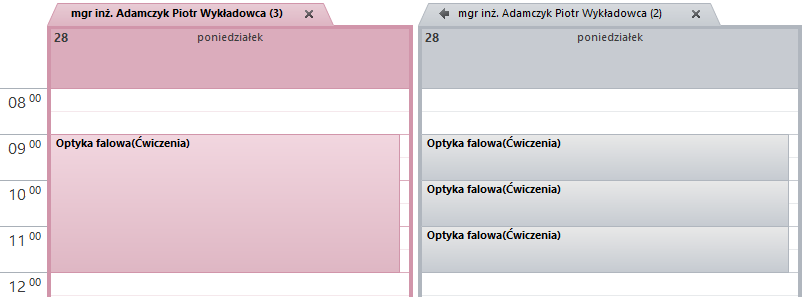 mgr inż. Adamczyk Piotr Wykładowca (3)
mgr inż. Adamczyk Piotr Wykładowca (2)
28 poniedziałek
28 poniedziałek
08 00
09 00
Optyka falowa(Ćwiczenia)
Optyka falowa(Ćwiczenia)
10 00
Optyka falowa(Ćwiczenia)
11 00
Optyka falowa(Ćwiczenia)
12 00